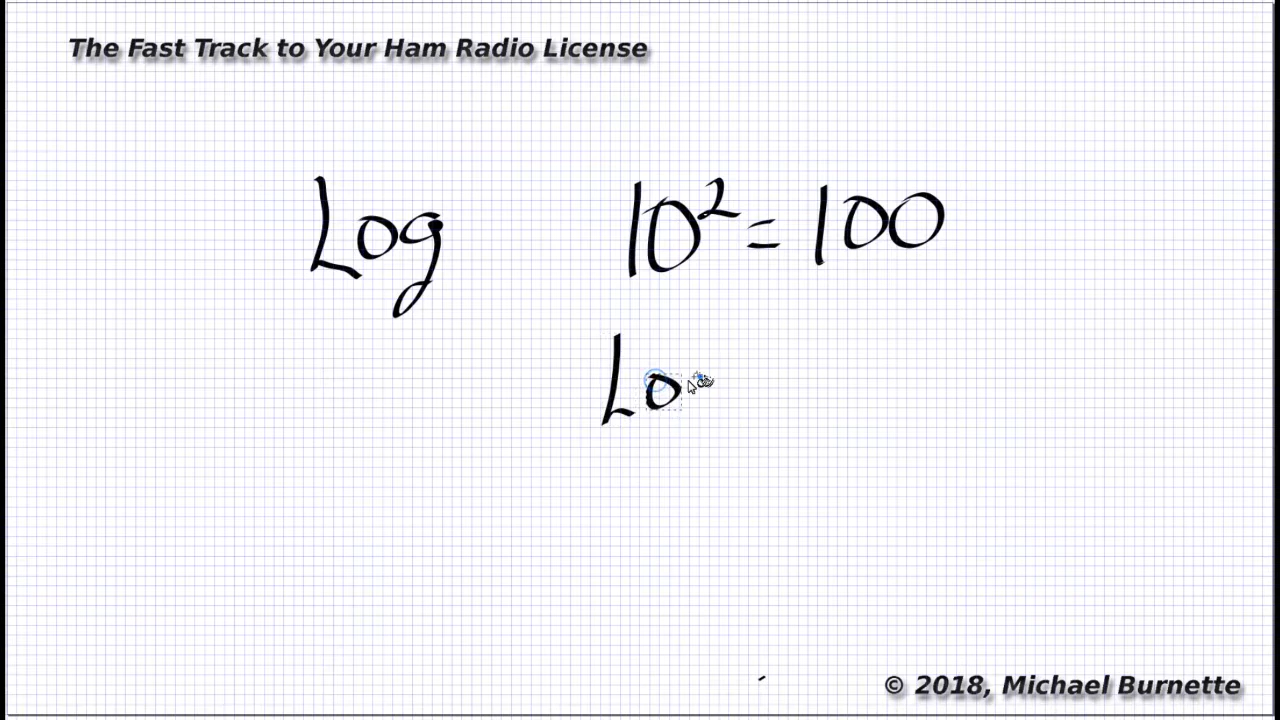 The Fast Track to Your Ham Radio License
Log 10² = 100
Lo
© 2018, Michael Burnette